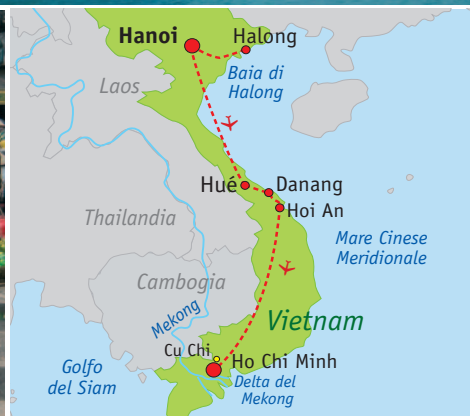 Hanoi
Halong
Baia di
Halong
Laos
Hué
Danang
Hoi An
Thailandia
Mare Cinese
Meridionale
Cambogia
Mekong
Vietnam
Cu Chi
Ho Chi Minh
Golfo
del Siam
Delta del
Mekong